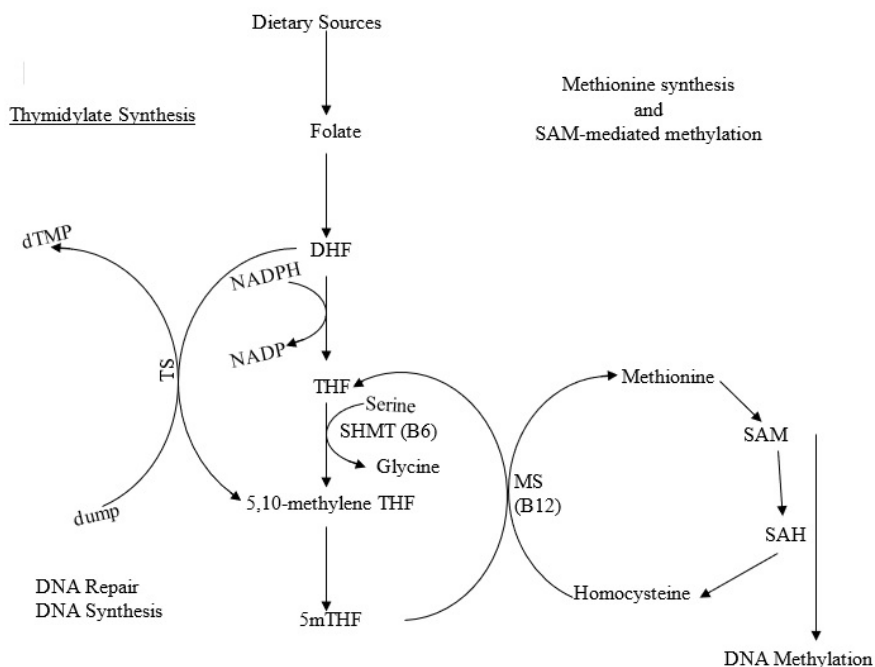 Dietary Sources
Thymidylate Synthesis
Methionine synthesis
and
SAM-mediated methylation
Folate
dTMP
DHF
NADPH
NADP
TS
THF
Serine
SHMT (B6)
Glycine
Methionine
SAM
5,10-methylene THF
MS
(B12)
dump
SAH
DNA Repair
DNA Synthesis
Homocysteine
5mTHF
DNA Methylation